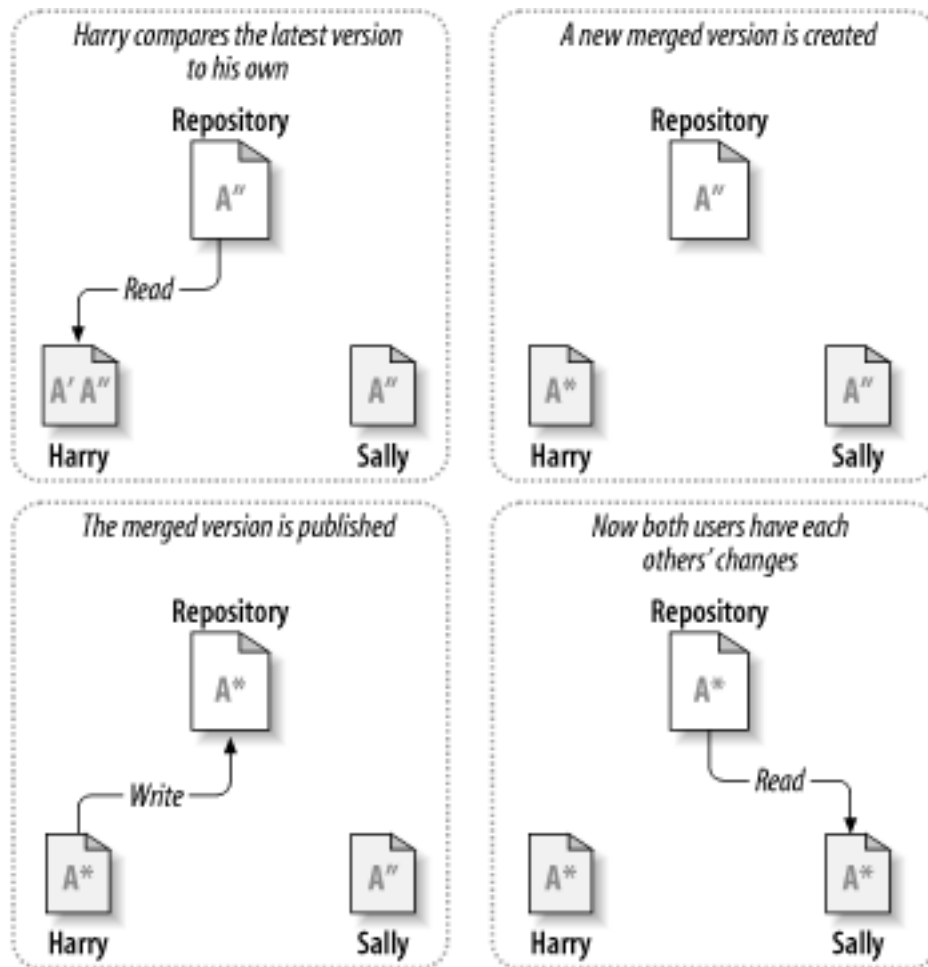 Harry compares the latest version
to his own
Repository
A″
Read
A′ A″
A″
Harry
Sally
A new merged version is created
Repository
A″
A*
A″
Harry
Sally
The merged version is published
Repository
A*
Write
A*
A″
Harry
Sally
Now both users have each
others’ changes
Repository
A*
Read
A*
A*
Harry
Sally